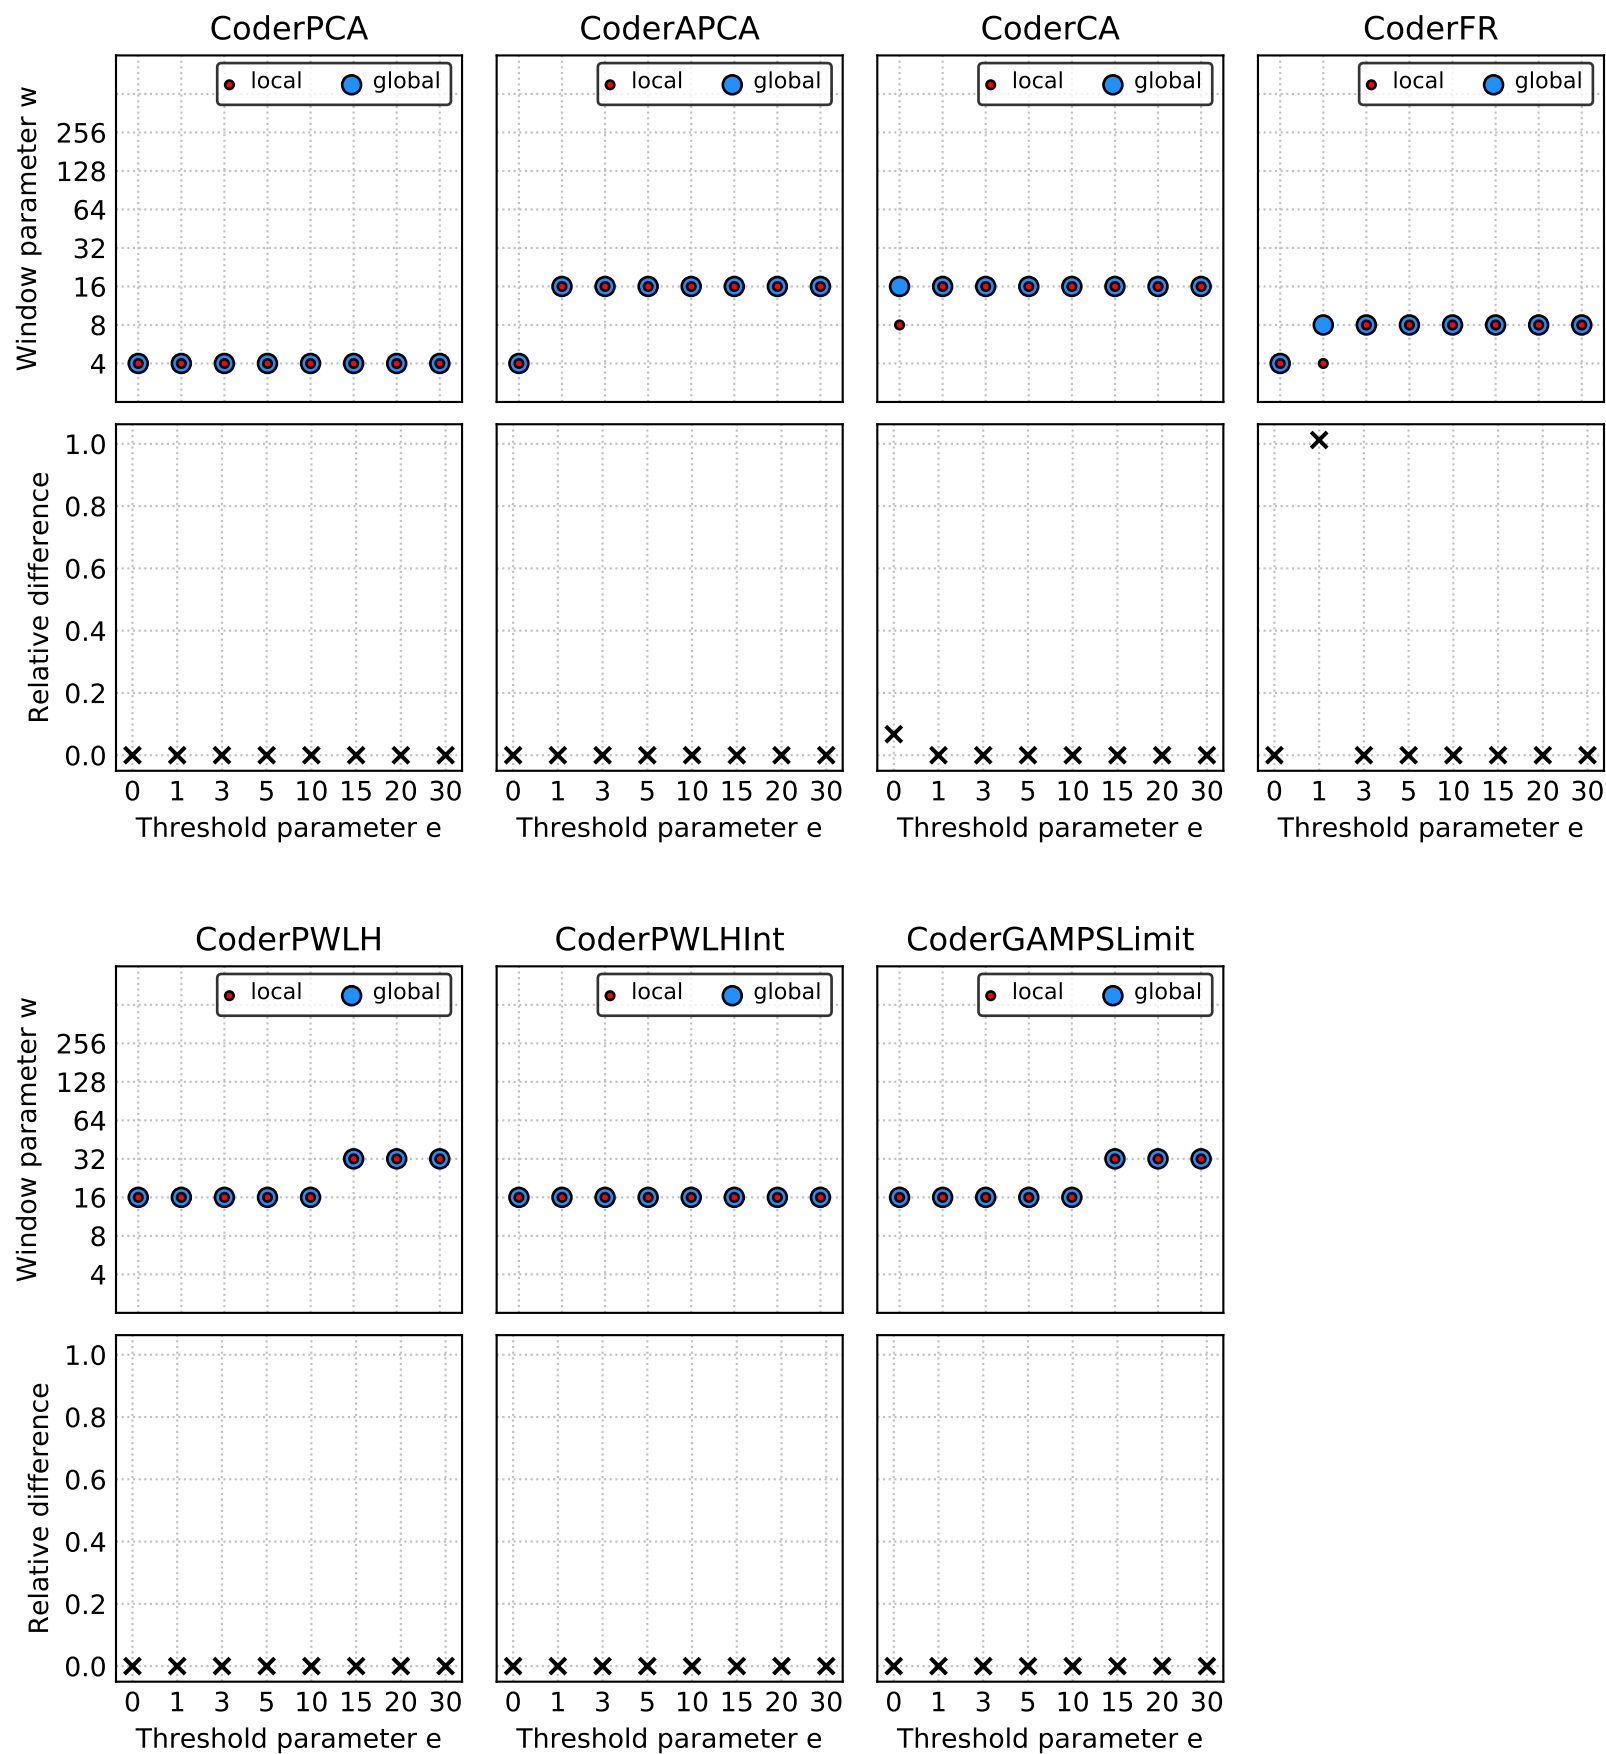 CoderPCA CoderAPCA CoderCA CoderFR
local global local global local global local global
Window parameter w
256
128
64
32
16
8
4
Relative difference
1.0
0.8
0.6
0.4
0.2
0.0
0 1 3 5 10 15 20 30 0 1 3 5 10 15 20 30 0 1 3 5 10 15 20 30 0 1 3 5 10 15 20 30
Threshold parameter e Threshold parameter e Threshold parameter e Threshold parameter e
CoderPWLH CoderPWLHInt CoderGAMPSLimit
local global local global local global
Window parameter w
256
128
64
32
16
8
4
Relative difference
1.0
0.8
0.6
0.4
0.2
0.0
0 1 3 5 10 15 20 30 0 1 3 5 10 15 20 30 0 1 3 5 10 15 20 30
Threshold parameter e Threshold parameter e Threshold parameter e